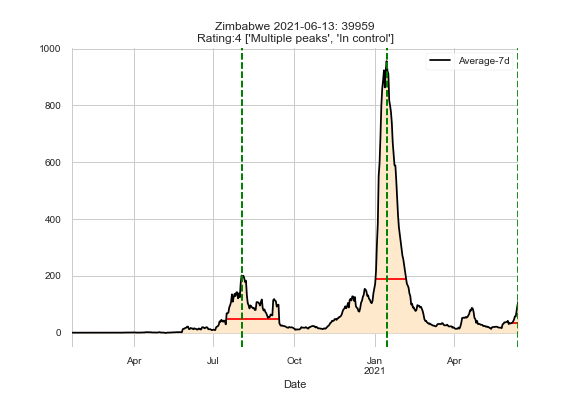 Zimbabwe 2021-06-13: 39959
Rating:4 ['Multiple peaks', 'In control']
Average-7d
1000
800
600
400
200
0
Apr
Jul
Oct
Jan
2021
Apr
Date